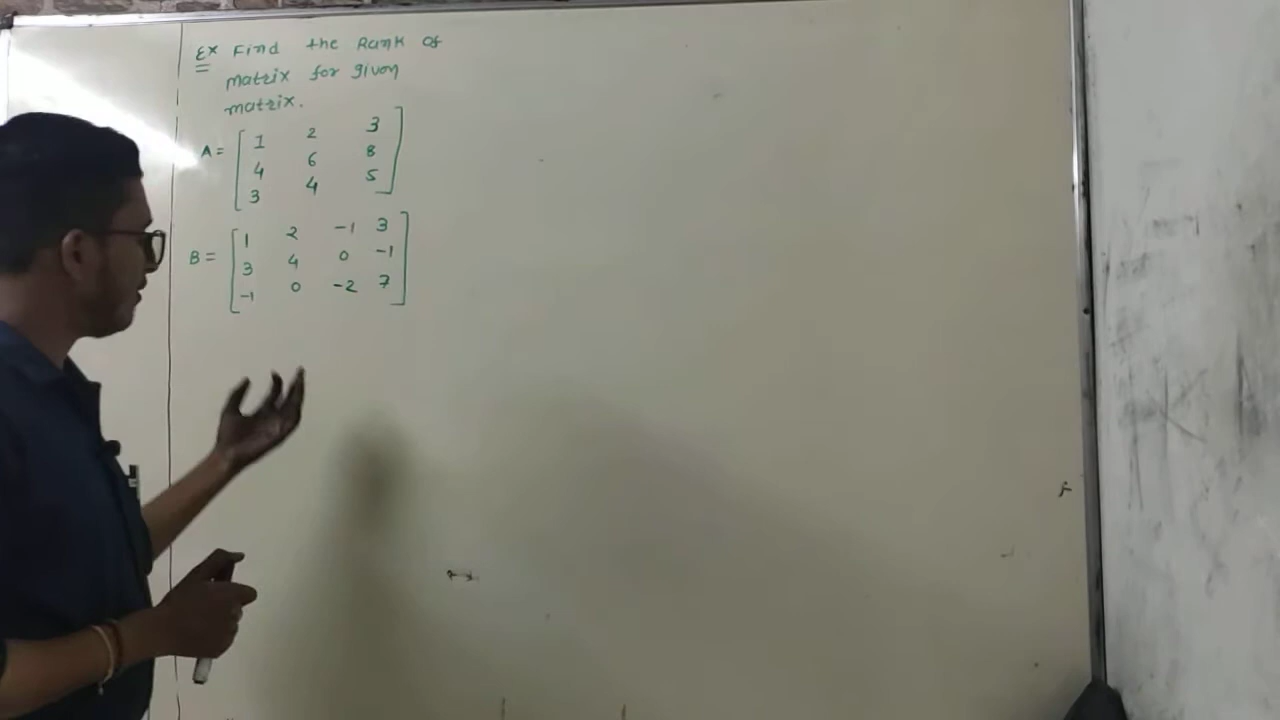 Ex Find the Rank of
matrix for given
matrix.
A = [ 1 2 3
4 6 8
3 4 5 ]
B = [ 1 2 -1 3
3 4 0 -1
-1 0 -2 7 ]